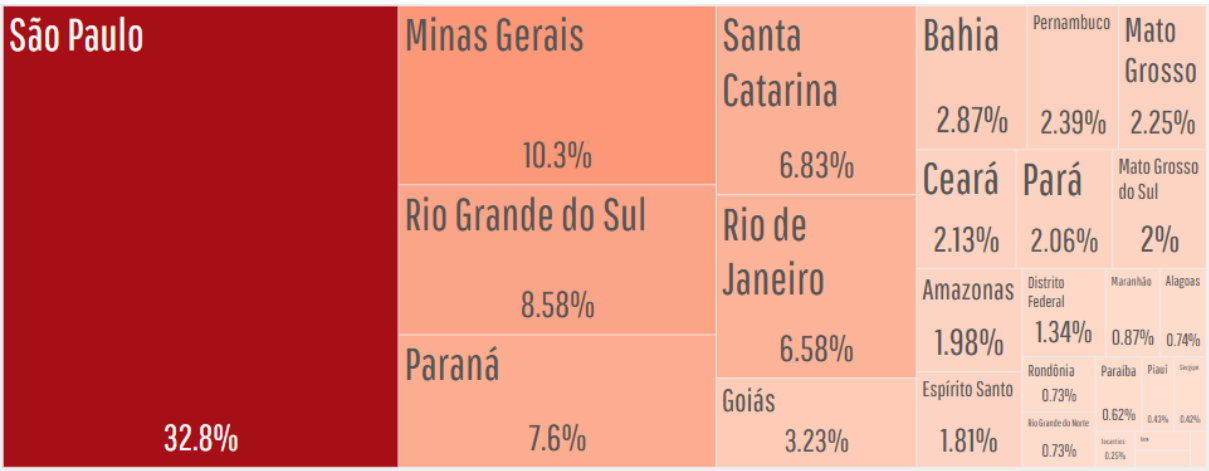 São Paulo
32.8%
Minas Gerais
10.3%
Rio Grande do Sul
8.58%
Paraná
7.6%
Santa
Catarina
6.83%
Rio de
Janeiro
6.58%
Goiás
3.23%
Bahia
2.87%
Pernambuco
2.39%
Mato
Grosso
2.25%
Ceará
2.13%
Pará
2.06%
Mato Grosso
do Sul
2%
Amazonas
1.98%
Espírito Santo
1.81%
Distrito
Federal
1.34%
Maranhão
0.87%
Alagoas
0.74%
Rondônia
0.73%
Rio Grande do Norte
0.73%
Paraíba
0.62%
Piauí
0.43%
Sergipe
0.42%
Tocantins
0.25%